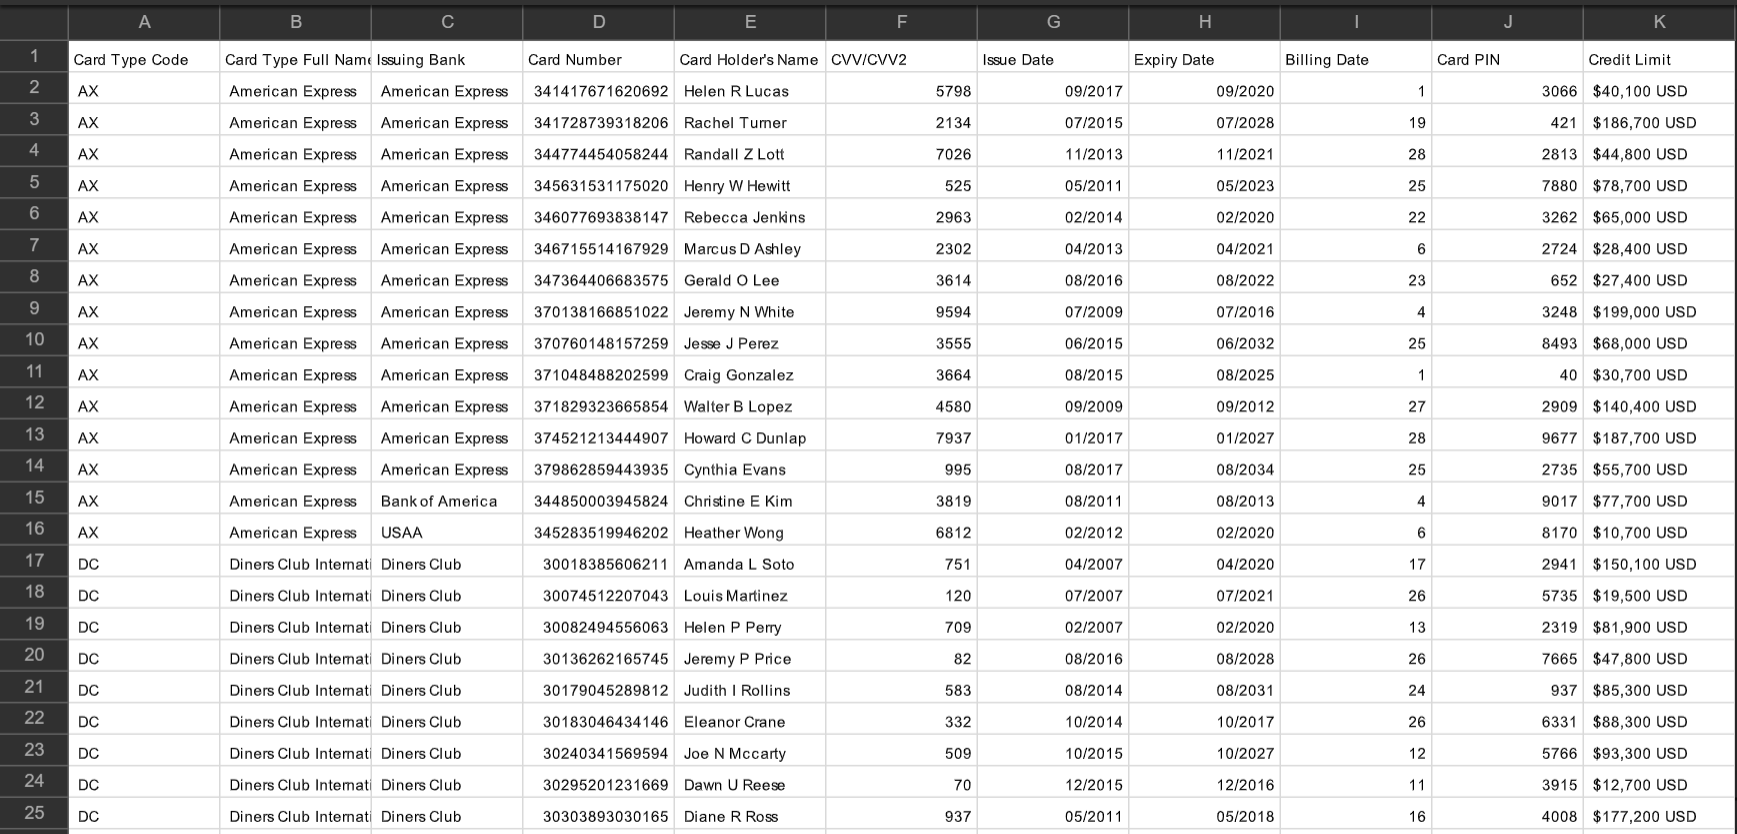 A B C D E F G H I J K
1 Card Type Code Card Type Full Name Issuing Bank Card Number Card Holder's Name CVV/CVV2 Issue Date Expiry Date Billing Date Card PIN Credit Limit
2 AX American Express American Express 341417671620692 Helen R Lucas 5798 09/2017 09/2020 1 3066 $40,100 USD
3 AX American Express American Express 341728739318206 Rachel Turner 2134 07/2015 07/2028 19 421 $186,700 USD
4 AX American Express American Express 344774454058244 Randall Z Lott 7026 11/2013 11/2021 28 2813 $44,800 USD
5 AX American Express American Express 345631531175020 Henry W Hewitt 525 05/2011 05/2023 25 7880 $78,700 USD
6 AX American Express American Express 346077693838147 Rebecca Jenkins 2963 02/2014 02/2020 22 3262 $65,000 USD
7 AX American Express American Express 346715514167929 Marcus D Ashley 2302 04/2013 04/2021 6 2724 $28,400 USD
8 AX American Express American Express 347364406683575 Gerald O Lee 3614 08/2016 08/2022 23 652 $27,400 USD
9 AX American Express American Express 370138166851022 Jeremy N White 9594 07/2009 07/2016 4 3248 $199,000 USD
10 AX American Express American Express 370760148157259 Jesse J Perez 3555 06/2015 06/2032 25 8493 $68,000 USD
11 AX American Express American Express 371048488202599 Craig Gonzalez 3664 08/2015 08/2025 1 40 $30,700 USD
12 AX American Express American Express 371829323665854 Walter B Lopez 4580 09/2009 09/2012 27 2909 $140,400 USD
13 AX American Express American Express 374521213444907 Howard C Dunlap 7937 01/2017 01/2027 28 9677 $187,700 USD
14 AX American Express American Express 379862859443935 Cynthia Evans 995 08/2017 08/2034 25 2735 $55,700 USD
15 AX American Express Bank of America 344850003945824 Christine E Kim 3819 08/2011 08/2013 4 9017 $77,700 USD
16 AX American Express USAA 345283519946202 Heather Wong 6812 02/2012 02/2020 6 8170 $10,700 USD
17 DC Diners Club Internati Diners Club 30018385606211 Amanda L Soto 751 04/2007 04/2020 17 2941 $150,100 USD
18 DC Diners Club Internati Diners Club 30074512207043 Louis Martinez 120 07/2007 07/2021 26 5735 $19,500 USD
19 DC Diners Club Internati Diners Club 30082494556063 Helen P Perry 709 02/2007 02/2020 13 2319 $81,900 USD
20 DC Diners Club Internati Diners Club 30136262165745 Jeremy P Price 82 08/2016 08/2028 26 7665 $47,800 USD
21 DC Diners Club Internati Diners Club 30179045289812 Judith I Rollins 583 08/2014 08/2031 24 937 $85,300 USD
22 DC Diners Club Internati Diners Club 30183046434146 Eleanor Crane 332 10/2014 10/2017 26 6331 $88,300 USD
23 DC Diners Club Internati Diners Club 30240341569594 Joe N Mccarty 509 10/2015 10/2027 12 5766 $93,300 USD
24 DC Diners Club Internati Diners Club 30295201231669 Dawn U Reese 70 12/2015 12/2016 11 3915 $12,700 USD
25 DC Diners Club Internati Diners Club 30303893030165 Diane R Ross 937 05/2011 05/2018 16 4008 $177,200 USD